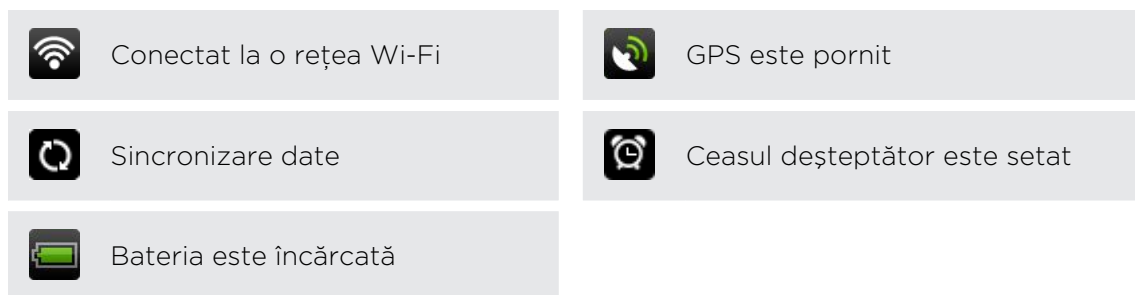 Conectat la o rețea Wi-Fi
GPS este pornit
Sincronizare date
Ceasul deșteptător este setat
Bateria este încărcată